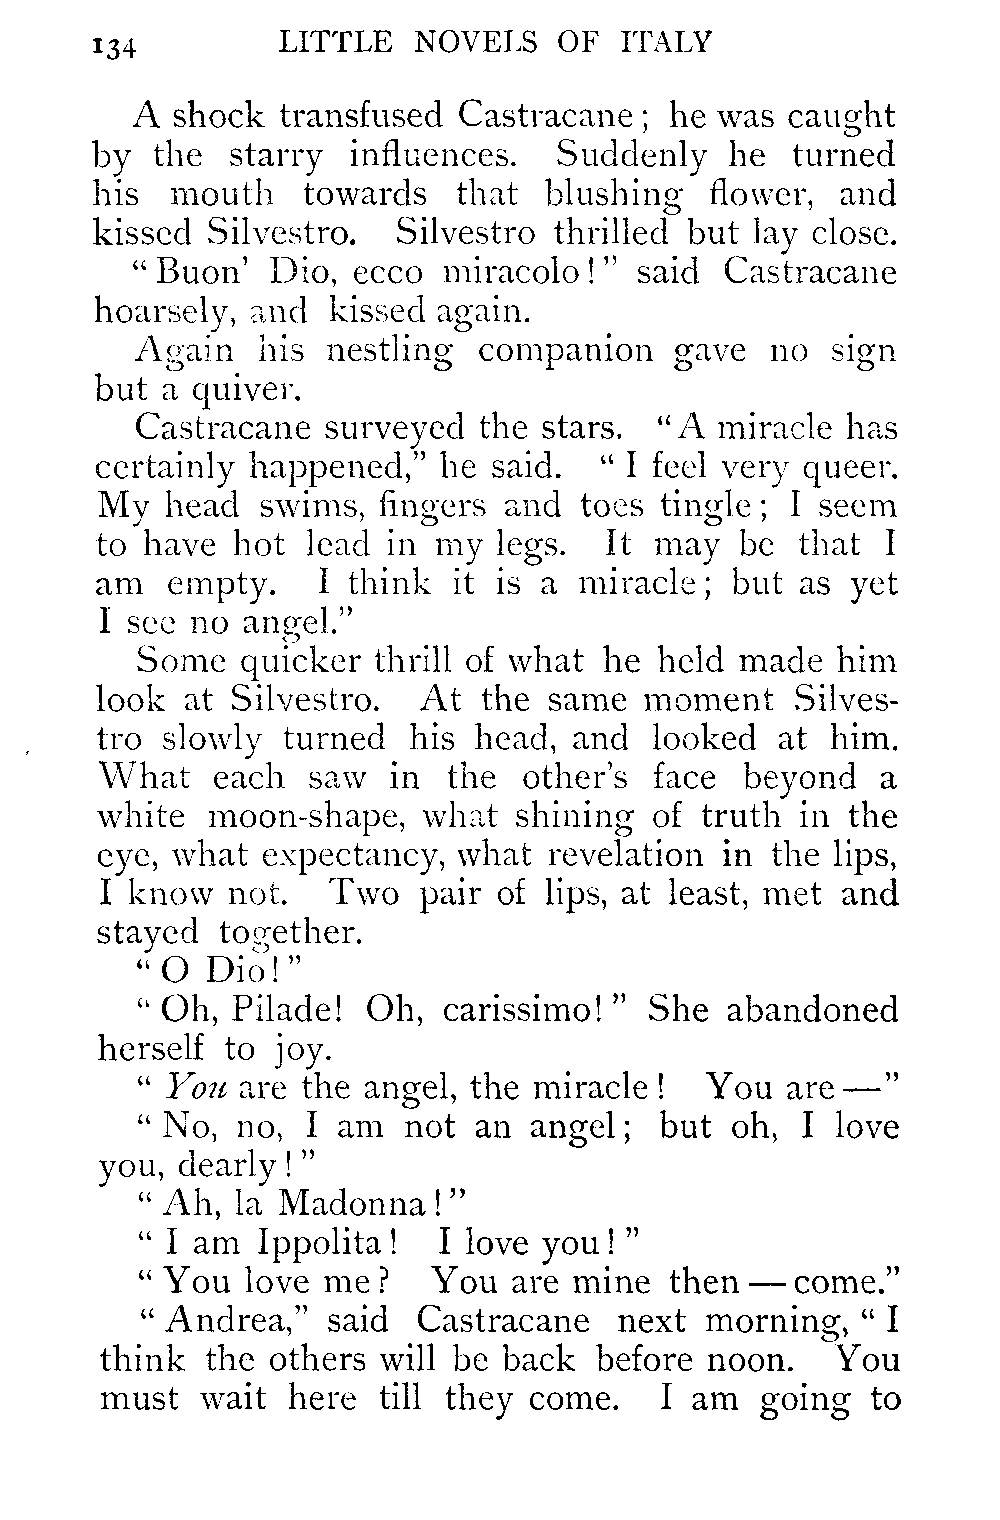 134 LITTLE NOVELS OF ITALY
A shock transfused Castracane; he was caught
by the starry influences. Suddenly he turned
his mouth towards that blushing flower, and
kissed Silvestro. Silvestro thrilled but lay close.
“Buon’ Dio, ecco miracolo!” said Castracane
hoarsely, and kissed again.
Again his nestling companion gave no sign
but a quiver.
Castracane surveyed the stars. “A miracle has
certainly happened,” he said. “I feel very queer.
My head swims, fingers and toes tingle; I seem
to have hot lead in my legs. It may be that I
am empty. I think it is a miracle; but as yet
I see no angel.”
Some quicker thrill of what he held made him
look at Silvestro. At the same moment Silves-
tro slowly turned his head, and looked at him.
What each saw in the other’s face beyond a
white moon-shape, what shining of truth in the
eye, what expectancy, what revelation in the lips,
I know not. Two pair of lips, at least, met and
stayed together.
“O Dio!”
“Oh, Pilade! Oh, carissimo!” She abandoned
herself to joy.
“You are the angel, the miracle! You are—”
“No, no, I am not an angel; but oh, I love
you, dearly!”
“Ah, la Madonna!”
“I am Ippolita! I love you!”
“You love me? You are mine then—come.”
“Andrea,” said Castracane next morning, “I
think the others will be back before noon. You
must wait here till they come. I am going to